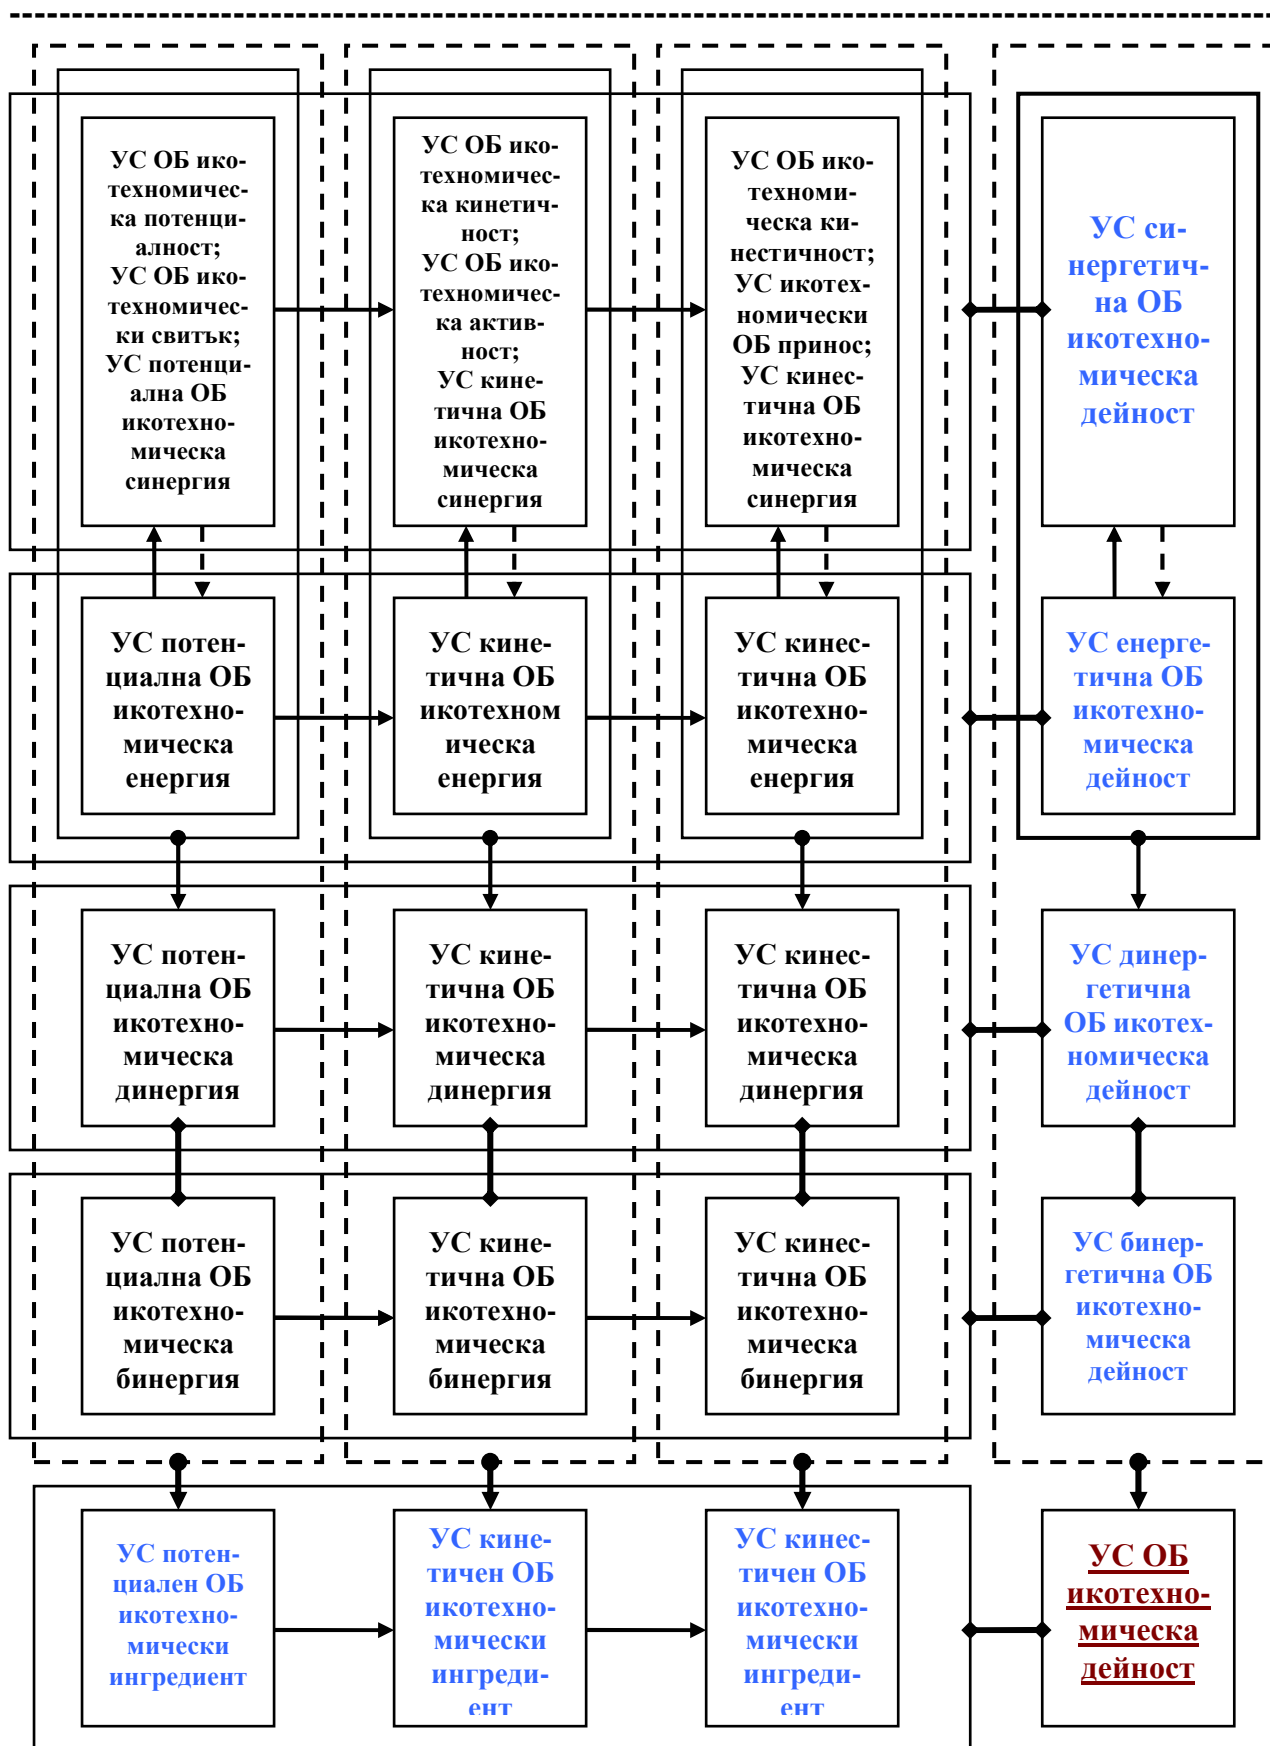 УС ОБ ико-
техномичес-
ка потенци-
алност;
УС ОБ ико-
техномичес-
ки свитък;
УС потенци-
ална ОБ
икотехно-
мическа
синергия
УС ОБ ико-
техномичес-
ка кинетич-
ност;
УС ОБ ико-
техномичес-
ка актив-
ност;
УС кине-
тична ОБ
икотехно-
мическа
синергия
УС ОБ ико-
техноми-
ческа ки-
нестичност;
УС икотех-
номически
ОБ принос;
УС кинес-
тична ОБ
икотехно-
мическа
синергия
УС си-
нергетич-
на ОБ
икотехно-
мическа
дейност
УС потен-
циална ОБ
икотехно-
мическа
енергия
УС кине-
тична ОБ
икотехном
ическа
енергия
УС кинес-
тична ОБ
икотехно-
мическа
енергия
УС енерге-
тична ОБ
икотехно-
мическа
дейност
УС потен-
циална ОБ
икотехно-
мическа
динергия
УС кине-
тична ОБ
икотехно-
мическа
динергия
УС кинес-
тична ОБ
икотехно-
мическа
динергия
УС динер-
гетична
ОБ икотех-
номическа
дейност
УС потен-
циална ОБ
икотехно-
мическа
бинергия
УС кине-
тична ОБ
икотехно-
мическа
бинергия
УС кинес-
тична ОБ
икотехно-
мическа
бинергия
УС бинер-
гетична ОБ
икотехно-
мическа
дейност
УС потен-
циален ОБ
икотехно-
мически
ингредиент
УС кине-
тичен ОБ
икотехно-
мически
ингреди-
ент
УС кинес-
тичен ОБ
икотехно-
мически
ингреди-
ент
УС ОБ
икотехно-
мическа
дейност